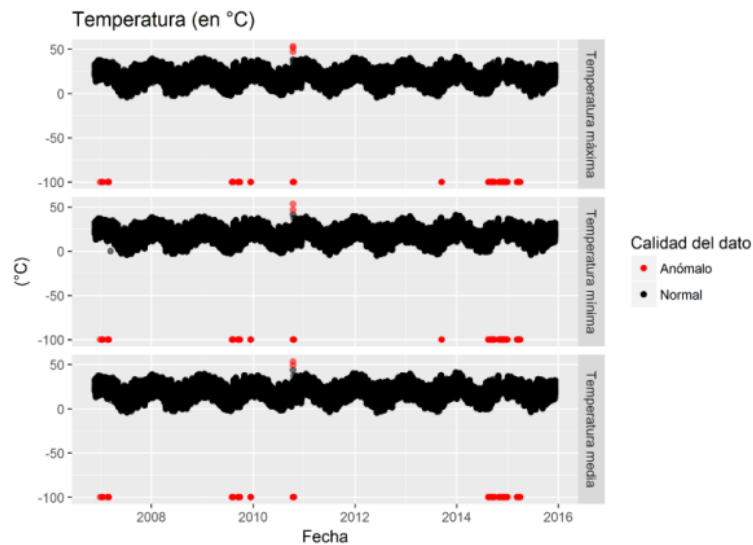 Temperatura (en °C)
50
0
-50
-100
Temperatura máxima
50
0
-50
-100
Temperatura mínima
50
0
-50
-100
Temperatura media
(°C)
2008
2010
2012
2014
2016
Fecha
Calidad del dato
Anómalo
Normal